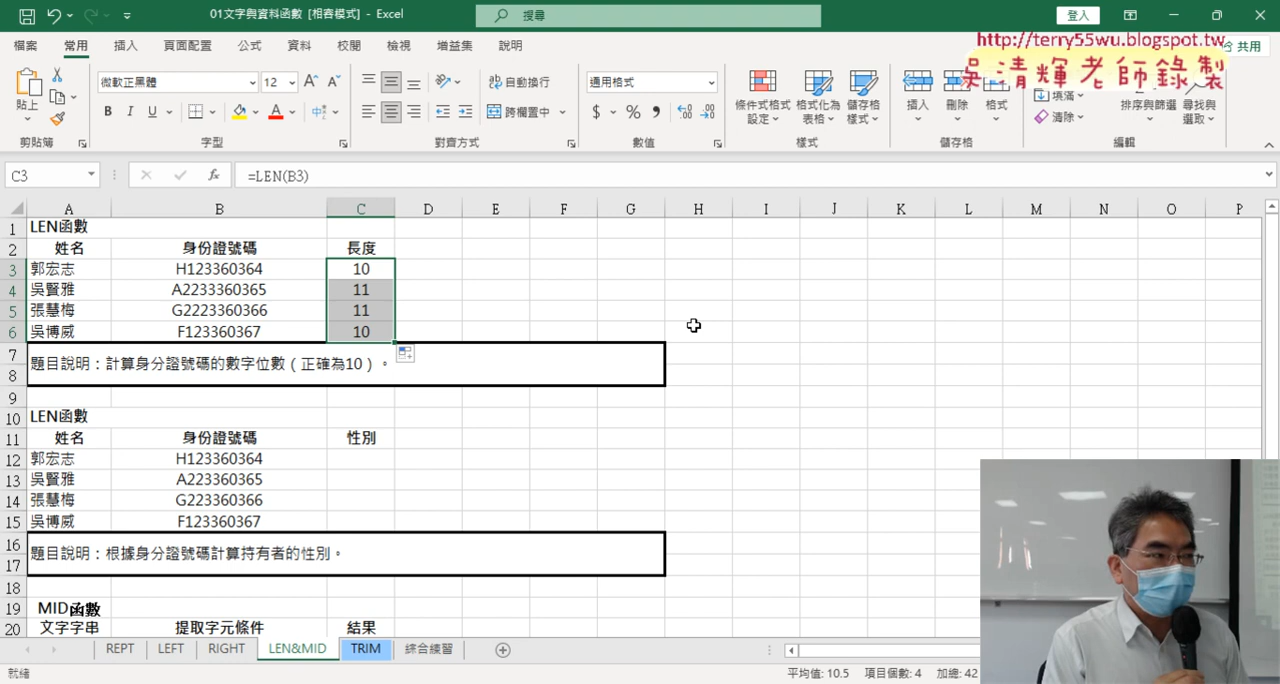 01文字與資料函數 [相容模式] - Excel
搜尋
登入
檔案 常用 插入 頁面配置 公式 資料 校閱 檢視 增益集 說明
http://terry55wu.blogspot.tw
共用
吳清輝老師錄製
貼上
微軟正黑體 12
自動換行
通用格式
B I U
跨欄置中
$ % ,
條件式格式設定
格式化為表格
儲存格樣式
插入
刪除
格式
填滿
清除
排序與篩選
尋找與選取
剪貼簿 字型 對齊方式 數值 樣式 儲存格 編輯
C3 fx =LEN(B3)
A B C D E F G H I J K L M N O P
1 LEN函數
2 姓名 身份證號碼 長度
3 郭宏志 H123360364 10
4 吳賢雅 A2233360365 11
5 張慧梅 G2223360366 11
6 吳博威 F123360367 10
7 題目說明：計算身分證號碼的數字位數（正確為10）。
8
9
10 LEN函數
11 姓名 身份證號碼 性別
12 郭宏志 H123360364
13 吳賢雅 A223360365
14 張慧梅 G223360366
15 吳博威 F123360367
16 題目說明：根據身分證號碼計算持有者的性別。
17
18
19 MID函數
20 文字字串 提取字元條件 結果
REPT LEFT RIGHT LEN&MID TRIM 綜合練習
就緒
平均值: 10.5 項目個數: 4 加總: 42